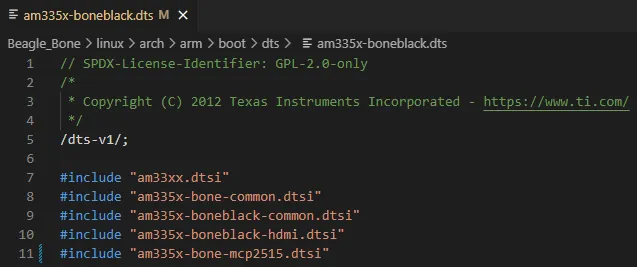 am335x-boneblack.dts M ×
Beagle_Bone > linux > arch > arm > boot > dts > am335x-boneblack.dts
1 // SPDX-License-Identifier: GPL-2.0-only
2 /*
3 * Copyright (C) 2012 Texas Instruments Incorporated - https://www.ti.com/
4 */
5 /dts-v1/;
6
7 #include "am33xx.dtsi"
8 #include "am335x-bone-common.dtsi"
9 #include "am335x-boneblack-common.dtsi"
10 #include "am335x-boneblack-hdmi.dtsi"
11 #include "am335x-bone-mcp2515.dtsi"